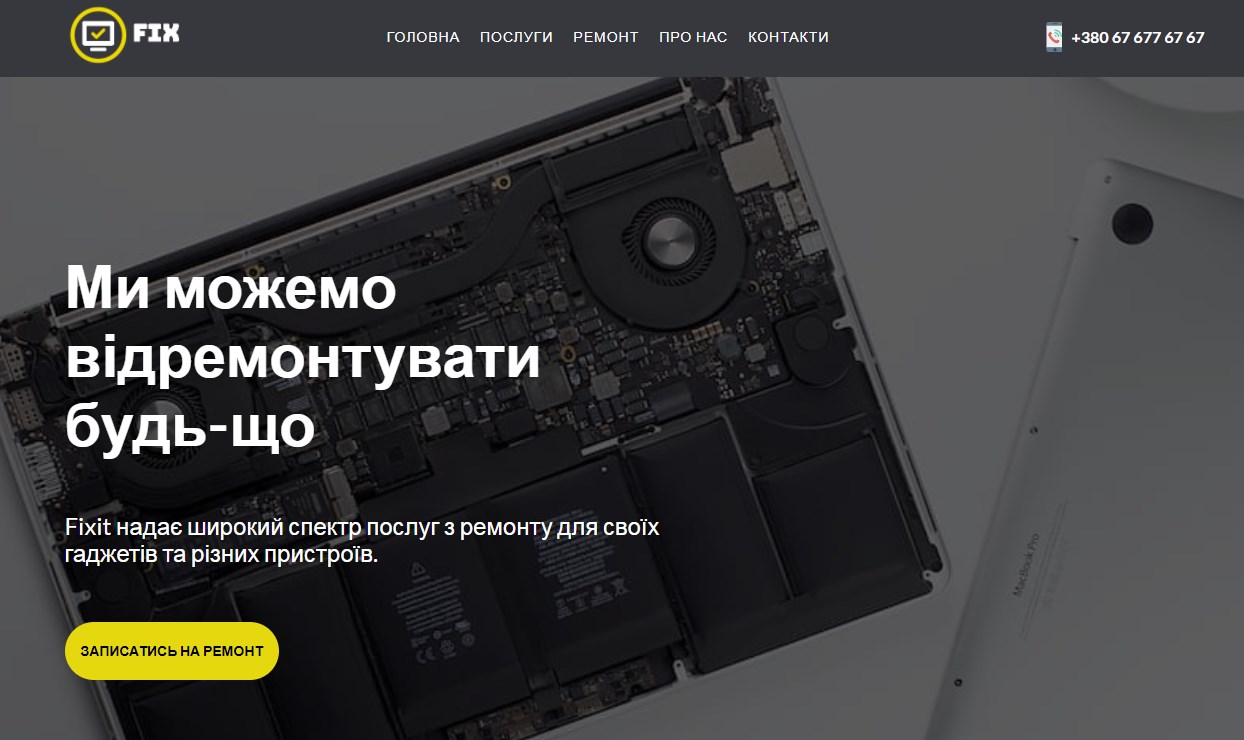 FIX
ГОЛОВНА ПОСЛУГИ РЕМОНТ ПРО НАС КОНТАКТИ
+380 67 677 67 67
Ми можемо
відремонтувати
будь-що
Fixit надає широкий спектр послуг з ремонту для своїх
гаджетів та різних пристроїв.
ЗАПИСАТИСЬ НА РЕМОНТ
MacBook Pro